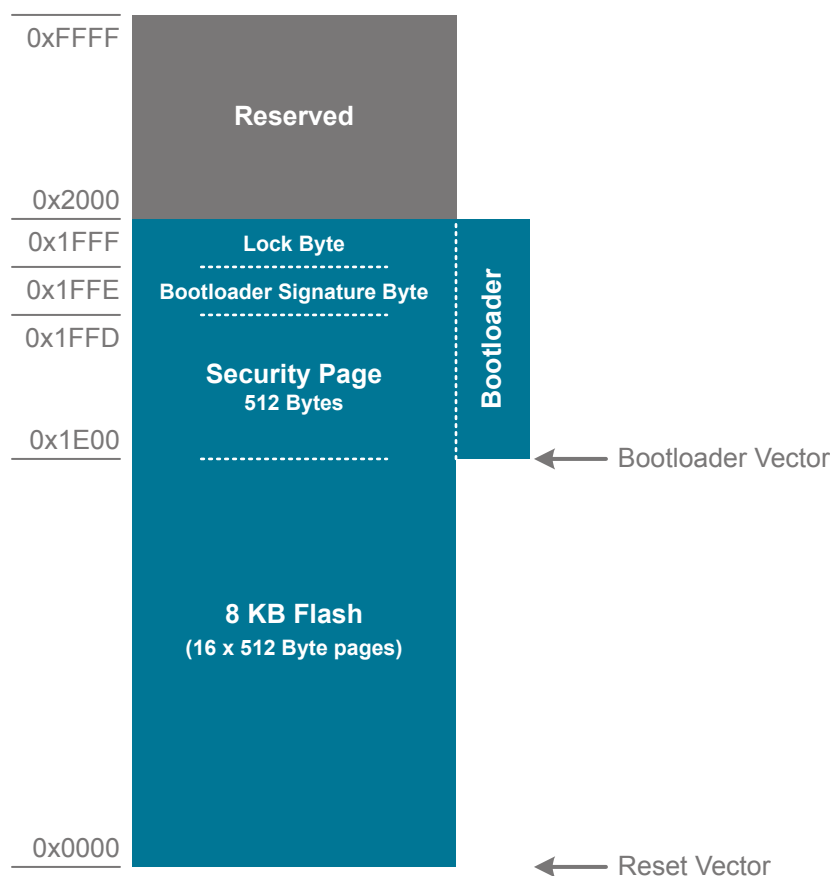 0xFFFF
Reserved
0x2000
0x1FFF
Lock Byte
0x1FFE
Bootloader Signature Byte
0x1FFD
Security Page
512 Bytes
Bootloader
0x1E00
Bootloader Vector
8 KB Flash
(16 x 512 Byte pages)
0x0000
Reset Vector